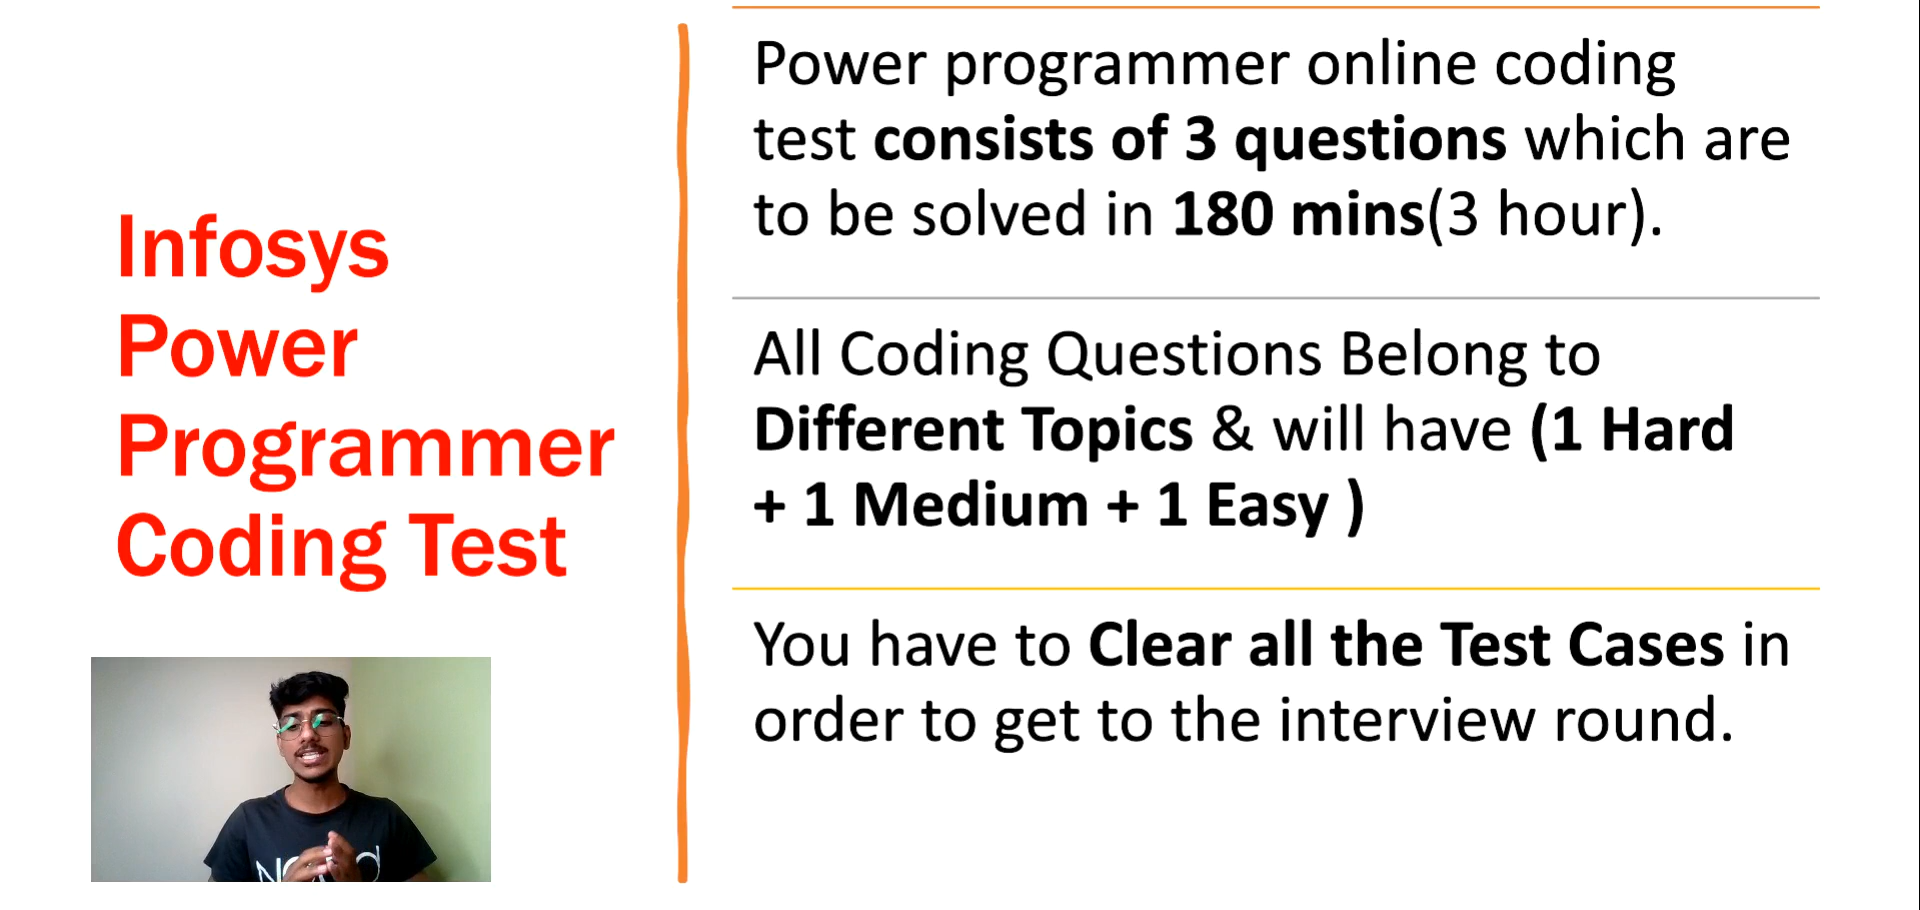 Infosys
Power
Programmer
Coding Test
Power programmer online coding
test consists of 3 questions which are
to be solved in 180 mins(3 hour).
All Coding Questions Belong to
Different Topics & will have (1 Hard
+ 1 Medium + 1 Easy )
You have to Clear all the Test Cases in
order to get to the interview round.